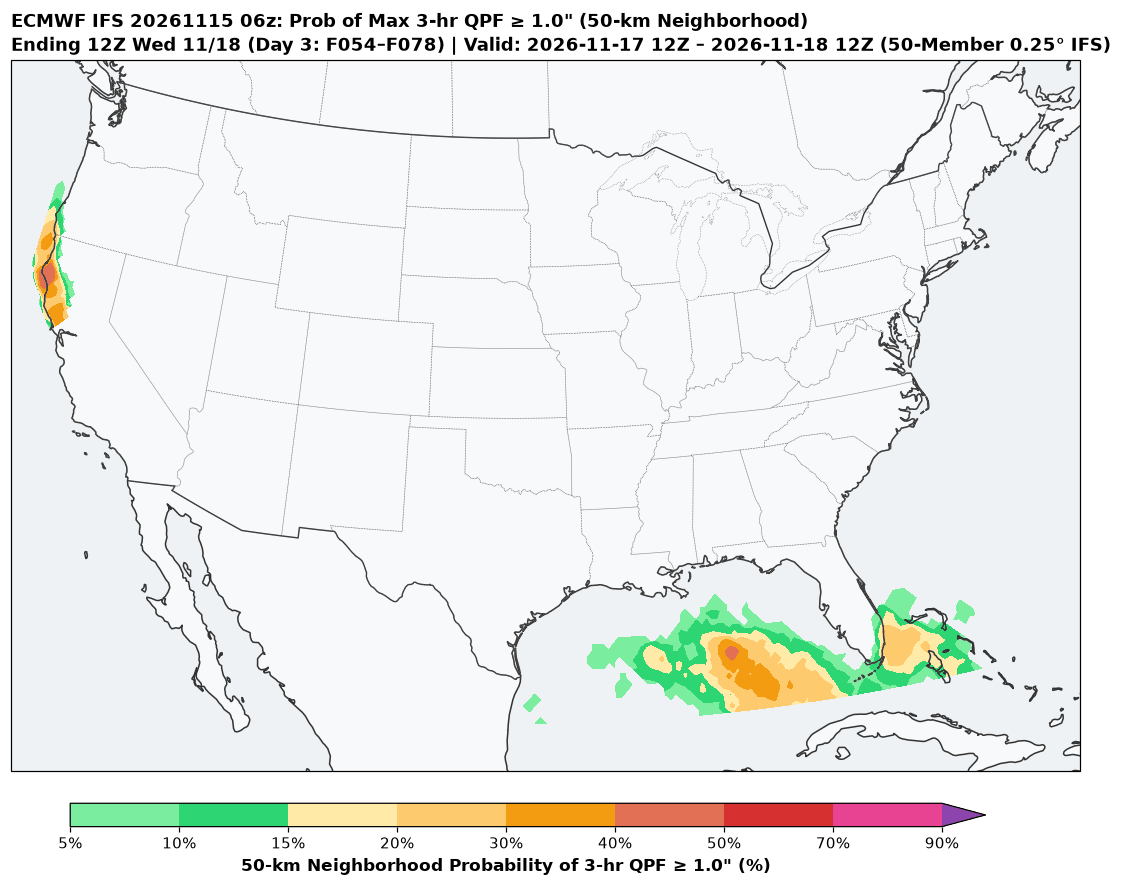 ECMWF IFS 20261115 06z: Prob of Max 3-hr QPF ≥ 1.0" (50-km Neighborhood)
Ending 12Z Wed 11/18 (Day 3: F054–F078) | Valid: 2026-11-17 12Z – 2026-11-18 12Z (50-Member 0.25° IFS)
5% 10% 15% 20% 30% 40% 50% 70% 90%
50-km Neighborhood Probability of 3-hr QPF ≥ 1.0" (%)